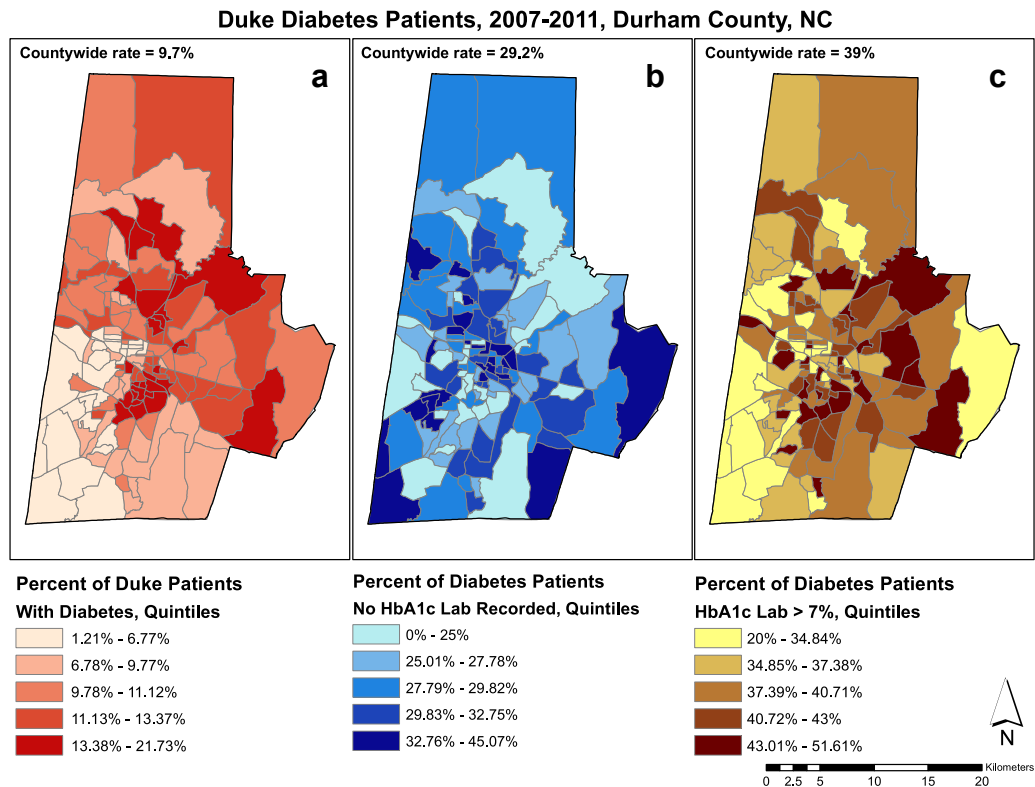 Duke Diabetes Patients, 2007-2011, Durham County, NC
Countywide rate = 9.7%
a
Countywide rate = 29.2%
b
Countywide rate = 39%
c
Percent of Duke Patients
With Diabetes, Quintiles
1.21% - 6.77%
6.78% - 9.77%
9.78% - 11.12%
11.13% - 13.37%
13.38% - 21.73%
Percent of Diabetes Patients
No HbA1c Lab Recorded, Quintiles
0% - 25%
25.01% - 27.78%
27.79% - 29.82%
29.83% - 32.75%
32.76% - 45.07%
Percent of Diabetes Patients
HbA1c Lab > 7%, Quintiles
20% - 34.84%
34.85% - 37.38%
37.39% - 40.71%
40.72% - 43%
43.01% - 51.61%
N
Kilometers
0 2.5 5 10 15 20